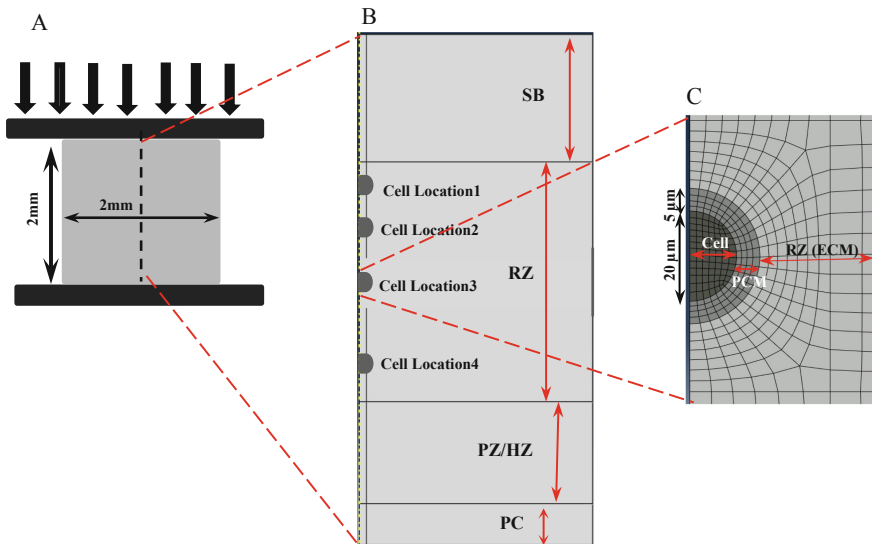 A
2mm
2mm
B
SB
Cell Location1
Cell Location2
RZ
Cell Location3
Cell Location4
PZ/HZ
PC
C
5 µm
20 µm
Cell
RZ (ECM)
PCM